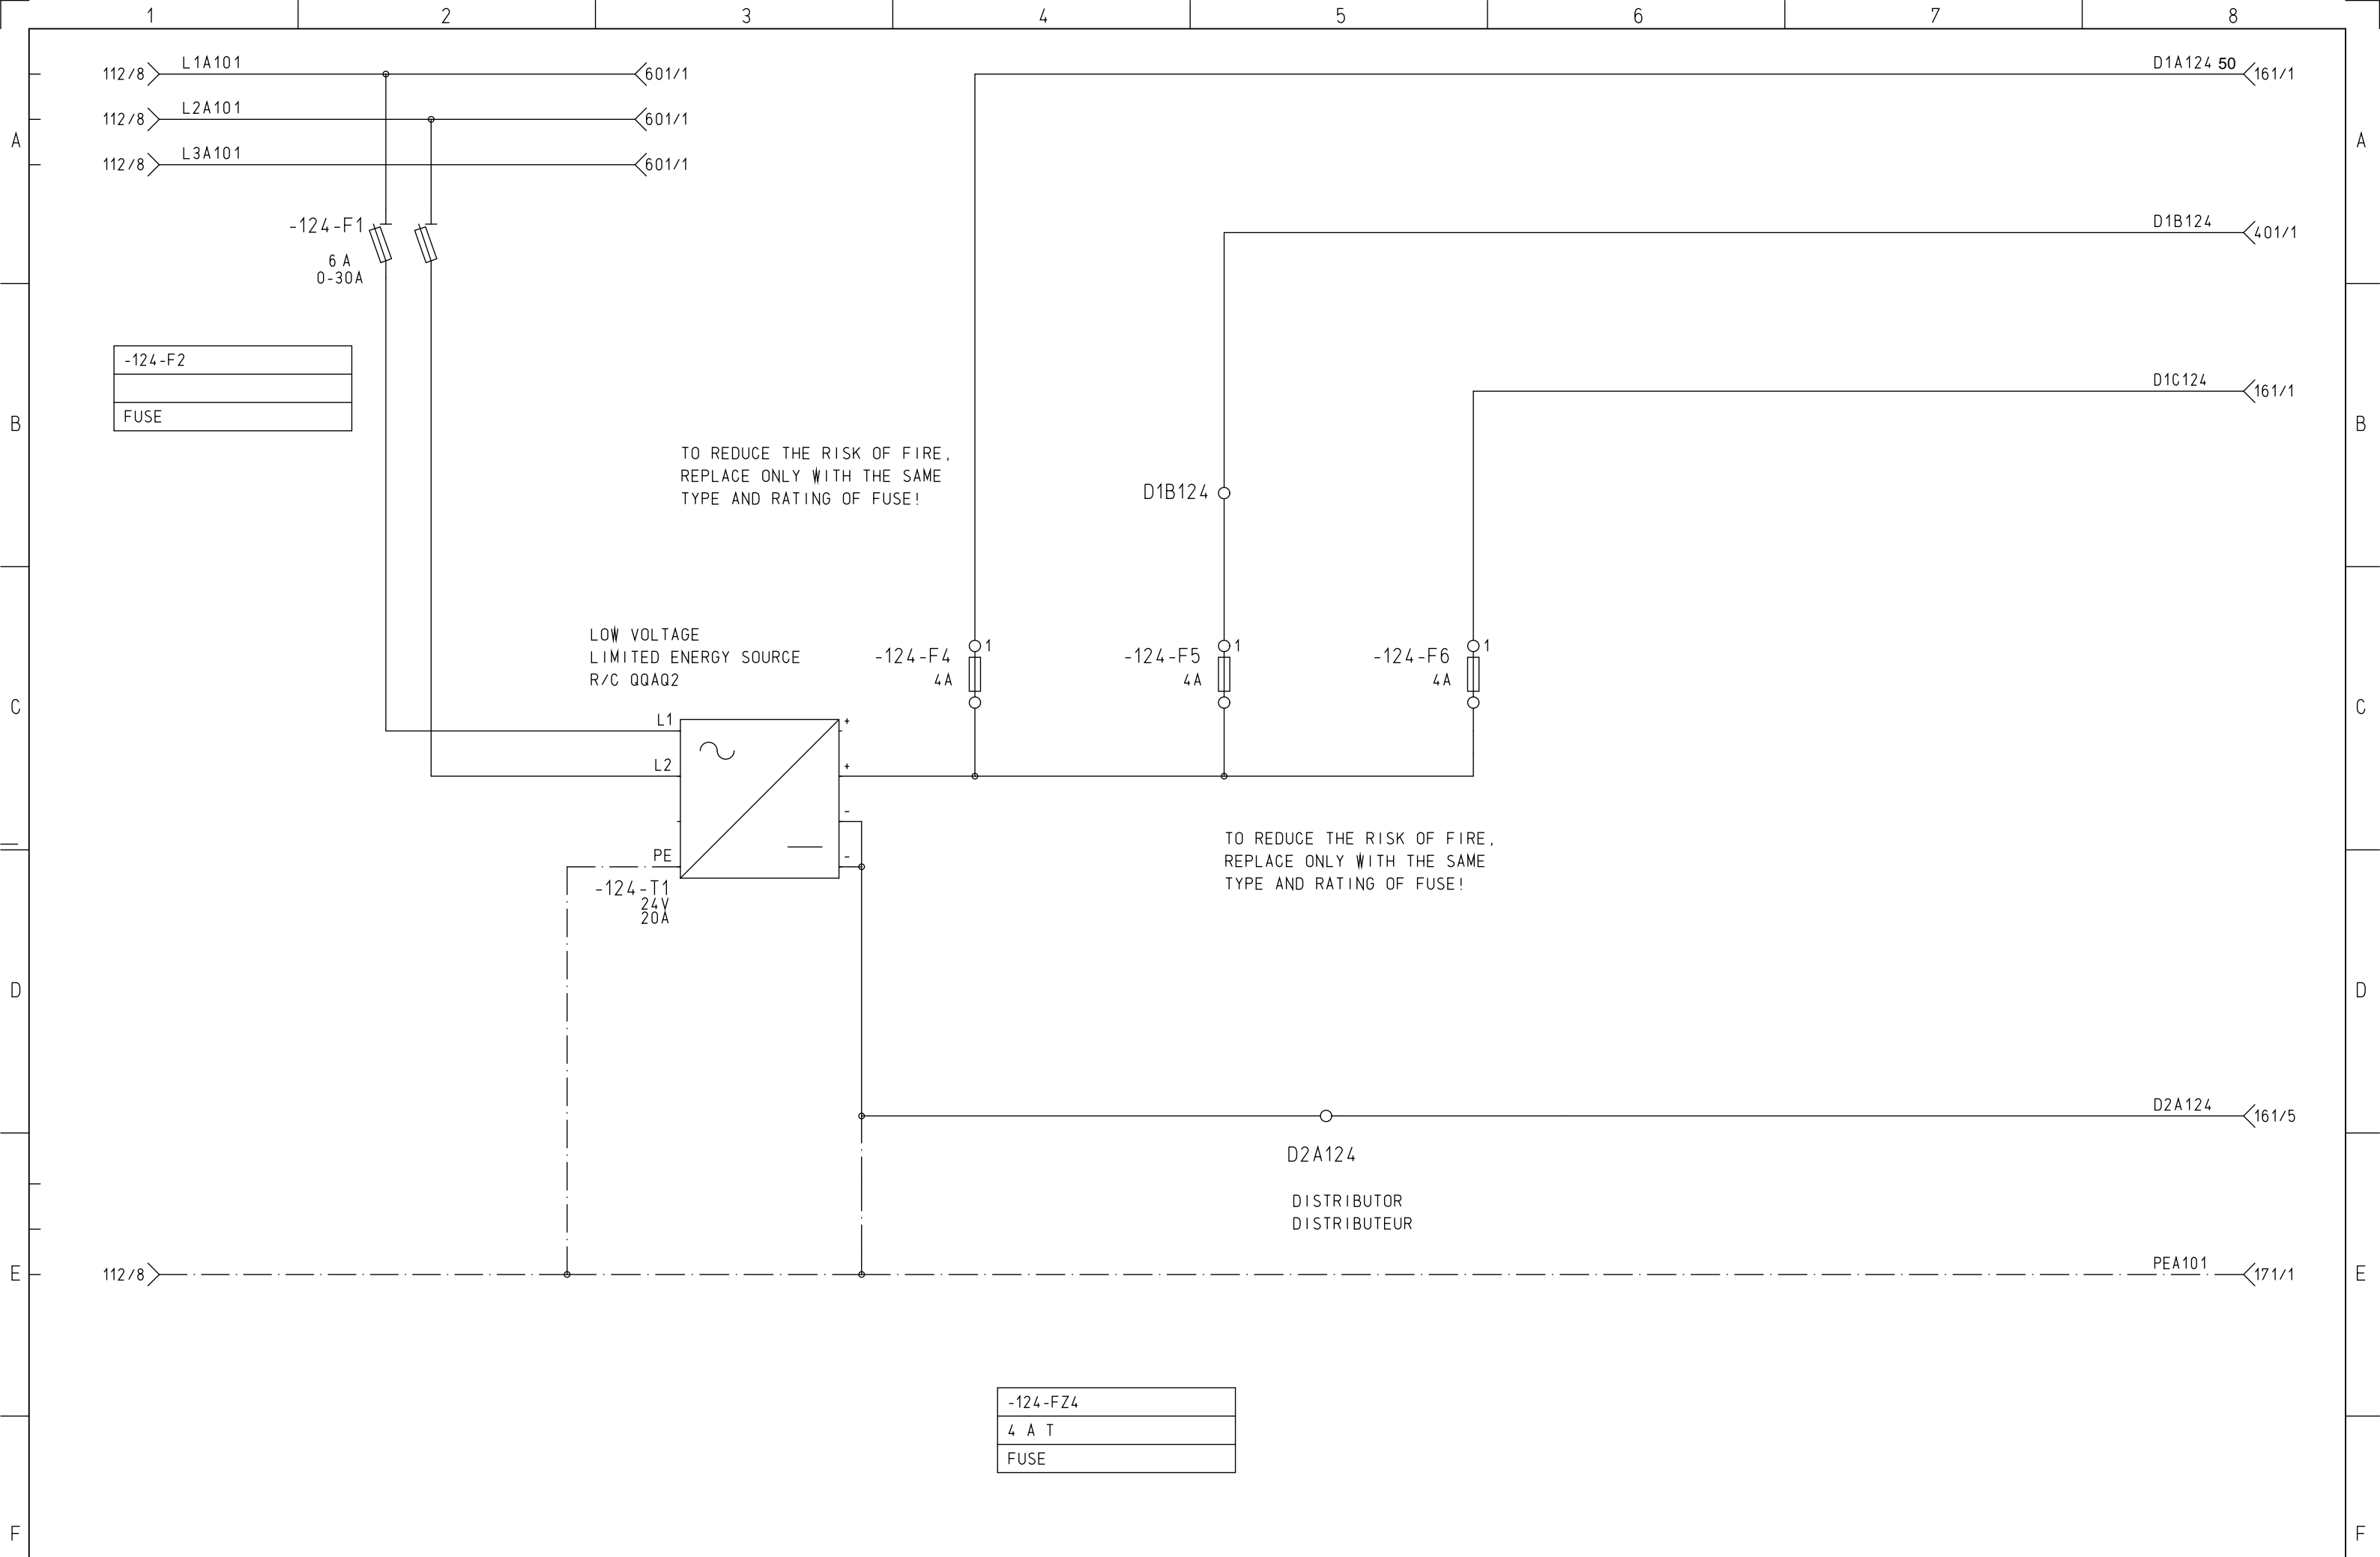 1 2 3 4 5 6 7 8
112/8 L1A101 601/1 D1A124 50 161/1
112/8 L2A101 601/1
A A
112/8 L3A101 601/1
-124-F1 D1B124 401/1
6 A
0-30A
-124-F2
D1C124 161/1
FUSE
B B
TO REDUCE THE RISK OF FIRE,
REPLACE ONLY WITH THE SAME
TYPE AND RATING OF FUSE!
D1B124
LOW VOLTAGE
LIMITED ENERGY SOURCE
R/C QQAQ2
1 1 1
-124-F4 -124-F5 -124-F6
4A 4A 4A
C C
L1 +
L2 +
-
PE -
-124-T1
24V
20A
TO REDUCE THE RISK OF FIRE,
REPLACE ONLY WITH THE SAME
TYPE AND RATING OF FUSE!
D D
D2A124 161/5
D2A124
DISTRIBUTOR
DISTRIBUTEUR
E 112/8 PEA101 171/1 E
-124-FZ4
4 A T
FUSE
F F